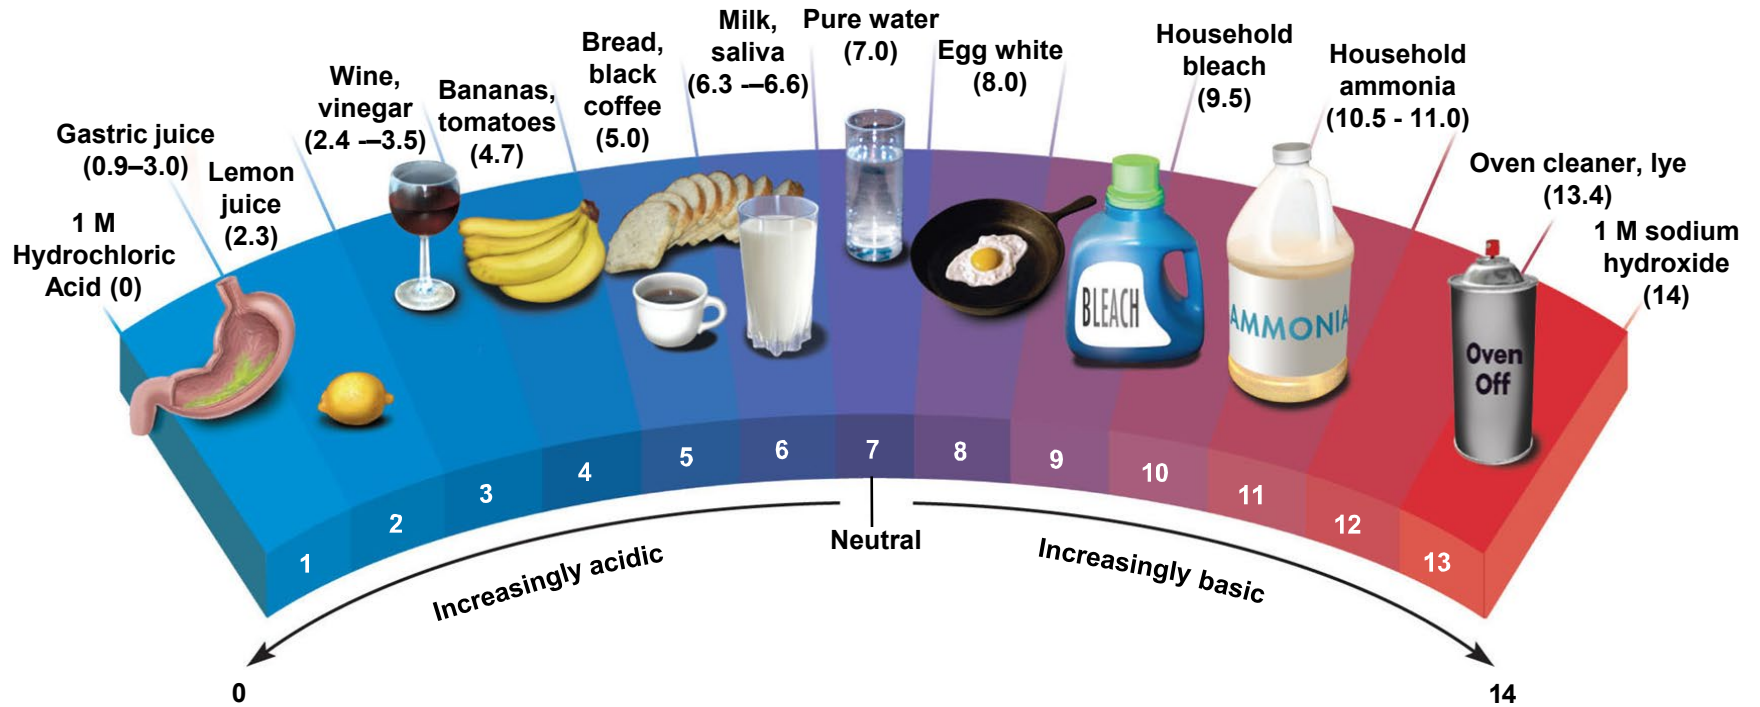 1 M
Hydrochloric
Acid (0)
Gastric juice
(0.9–3.0)
Lemon
juice
(2.3)
Wine,
vinegar
(2.4 -–3.5)
Bananas,
tomatoes
(4.7)
Bread,
black
coffee
(5.0)
Milk,
saliva
(6.3 -–6.6)
Pure water
(7.0)
Egg white
(8.0)
Household
bleach
(9.5)
Household
ammonia
(10.5 - 11.0)
Oven cleaner, lye
(13.4)
1 M sodium
hydroxide
(14)
BLEACH
AMMONIA
Oven
Off
1
2
3
4
5
6
7
8
9
10
11
12
13
Neutral
Increasingly acidic
Increasingly basic
0
14